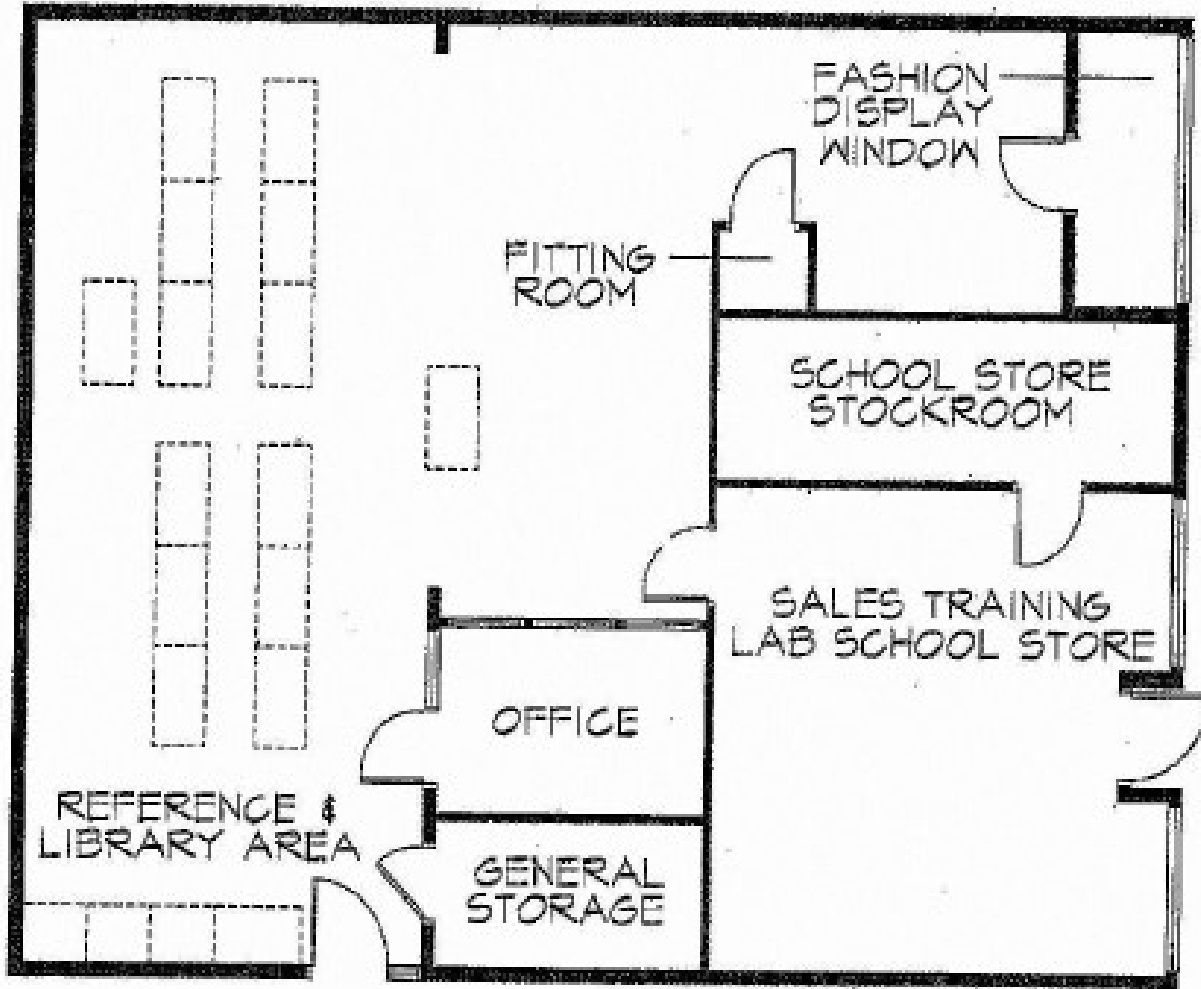 FASHION
DISPLAY
WINDOW
FITTING
ROOM
SCHOOL STORE
STOCKROOM
SALES TRAINING
LAB SCHOOL STORE
OFFICE
REFERENCE &
LIBRARY AREA
GENERAL
STORAGE